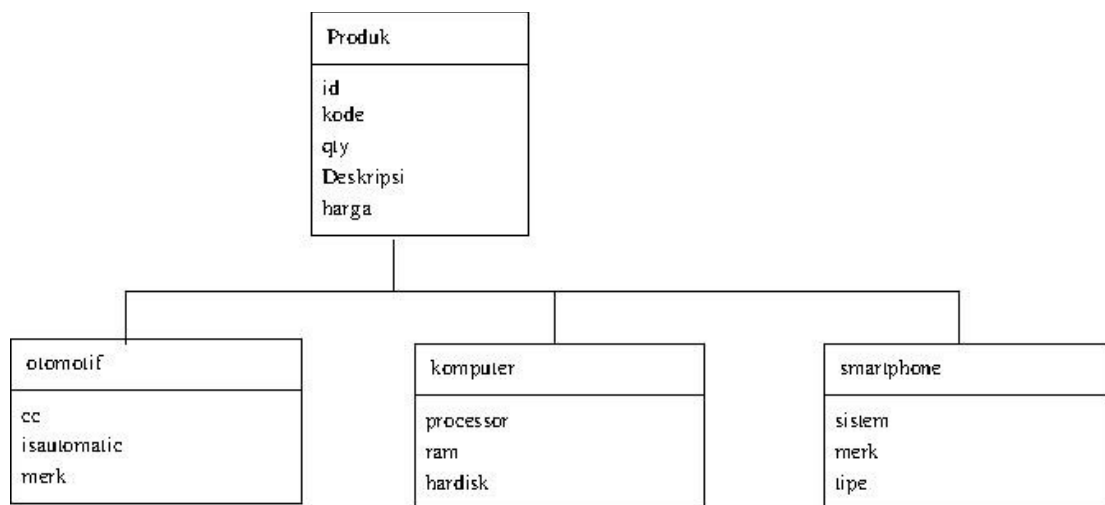 Produk
id
kode
qty
Deskripsi
harga
otomotif
cc
isautomatic
merk
komputer
processor
ram
hardisk
smartphone
sistem
merk
tipe